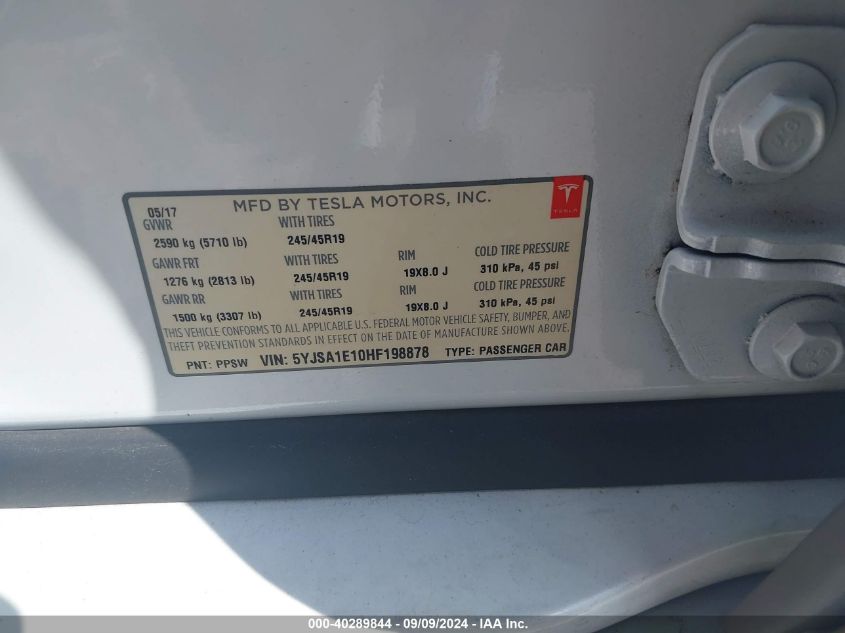 05/17 MFD BY TESLA MOTORS, INC.
TESLA
GVWR WITH TIRES
2590 kg (5710 lb) 245/45R19
GAWR FRT WITH TIRES RIM COLD TIRE PRESSURE
1276 kg (2813 lb) 245/45R19 19X8.0 J 310 kPa, 45 psi
GAWR RR WITH TIRES RIM COLD TIRE PRESSURE
1500 kg (3307 lb) 245/45R19 19X8.0 J 310 kPa, 45 psi
THIS VEHICLE CONFORMS TO ALL APPLICABLE U.S. FEDERAL MOTOR VEHICLE SAFETY, BUMPER, AND
THEFT PREVENTION STANDARDS IN EFFECT ON THE DATE OF MANUFACTURE SHOWN ABOVE.
PNT: PPSW VIN: 5YJSA1E10HF198878 TYPE: PASSENGER CAR
000-40289844 - 09/09/2024 - IAA Inc.